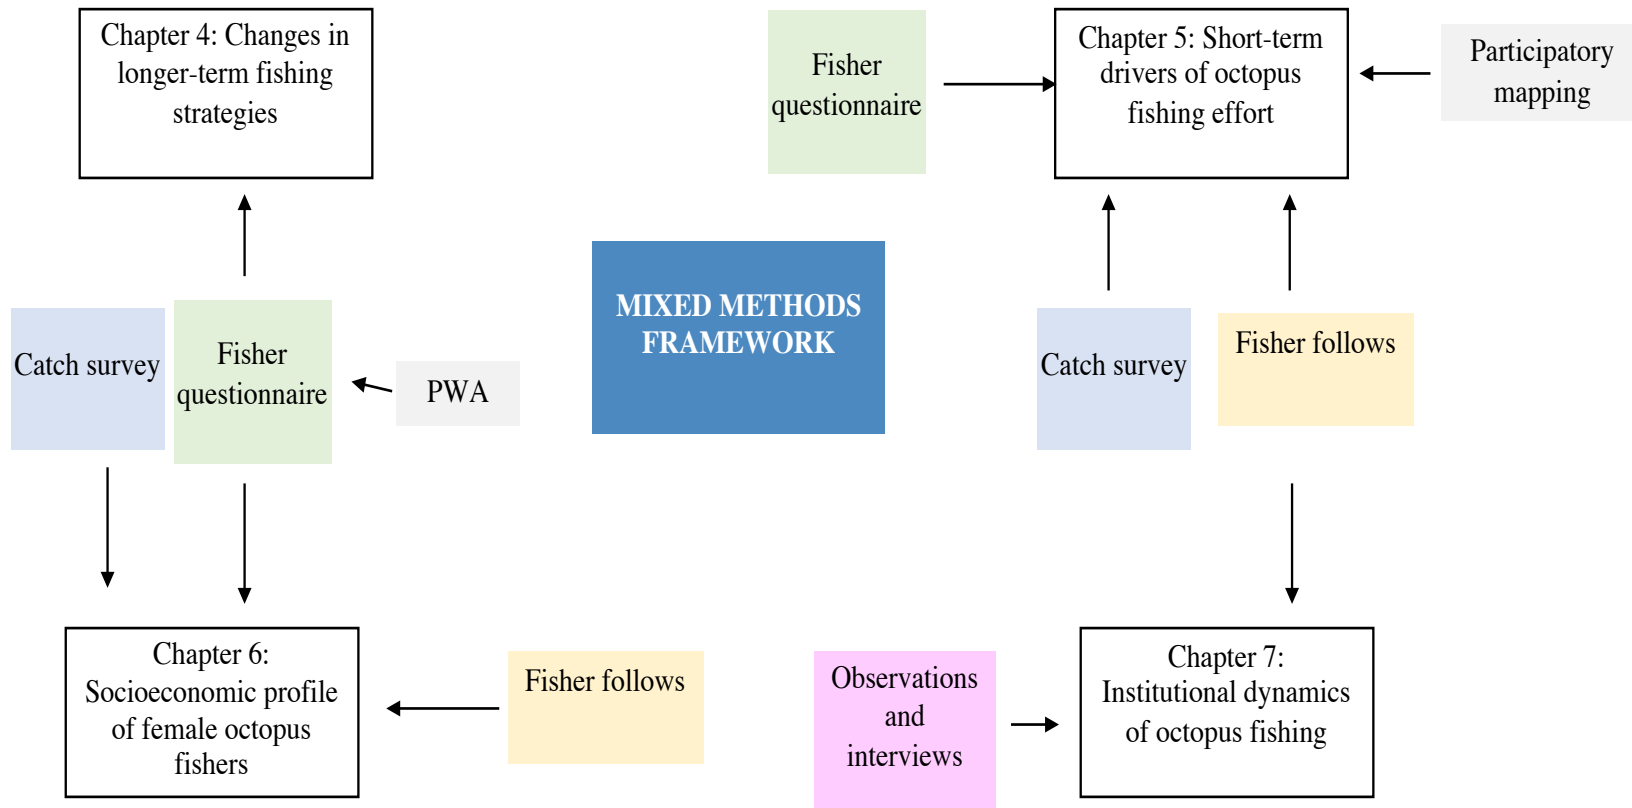 Chapter 4: Changes in
longer-term fishing
strategies
Fisher
questionnaire
Chapter 5: Short-term
drivers of octopus
fishing effort
Participatory
mapping
MIXED METHODS
FRAMEWORK
Catch survey
Fisher
questionnaire
PWA
Catch survey
Fisher follows
Chapter 6:
Socioeconomic profile
of female octopus
fishers
Fisher follows
Observations
and
interviews
Chapter 7:
Institutional dynamics
of octopus fishing